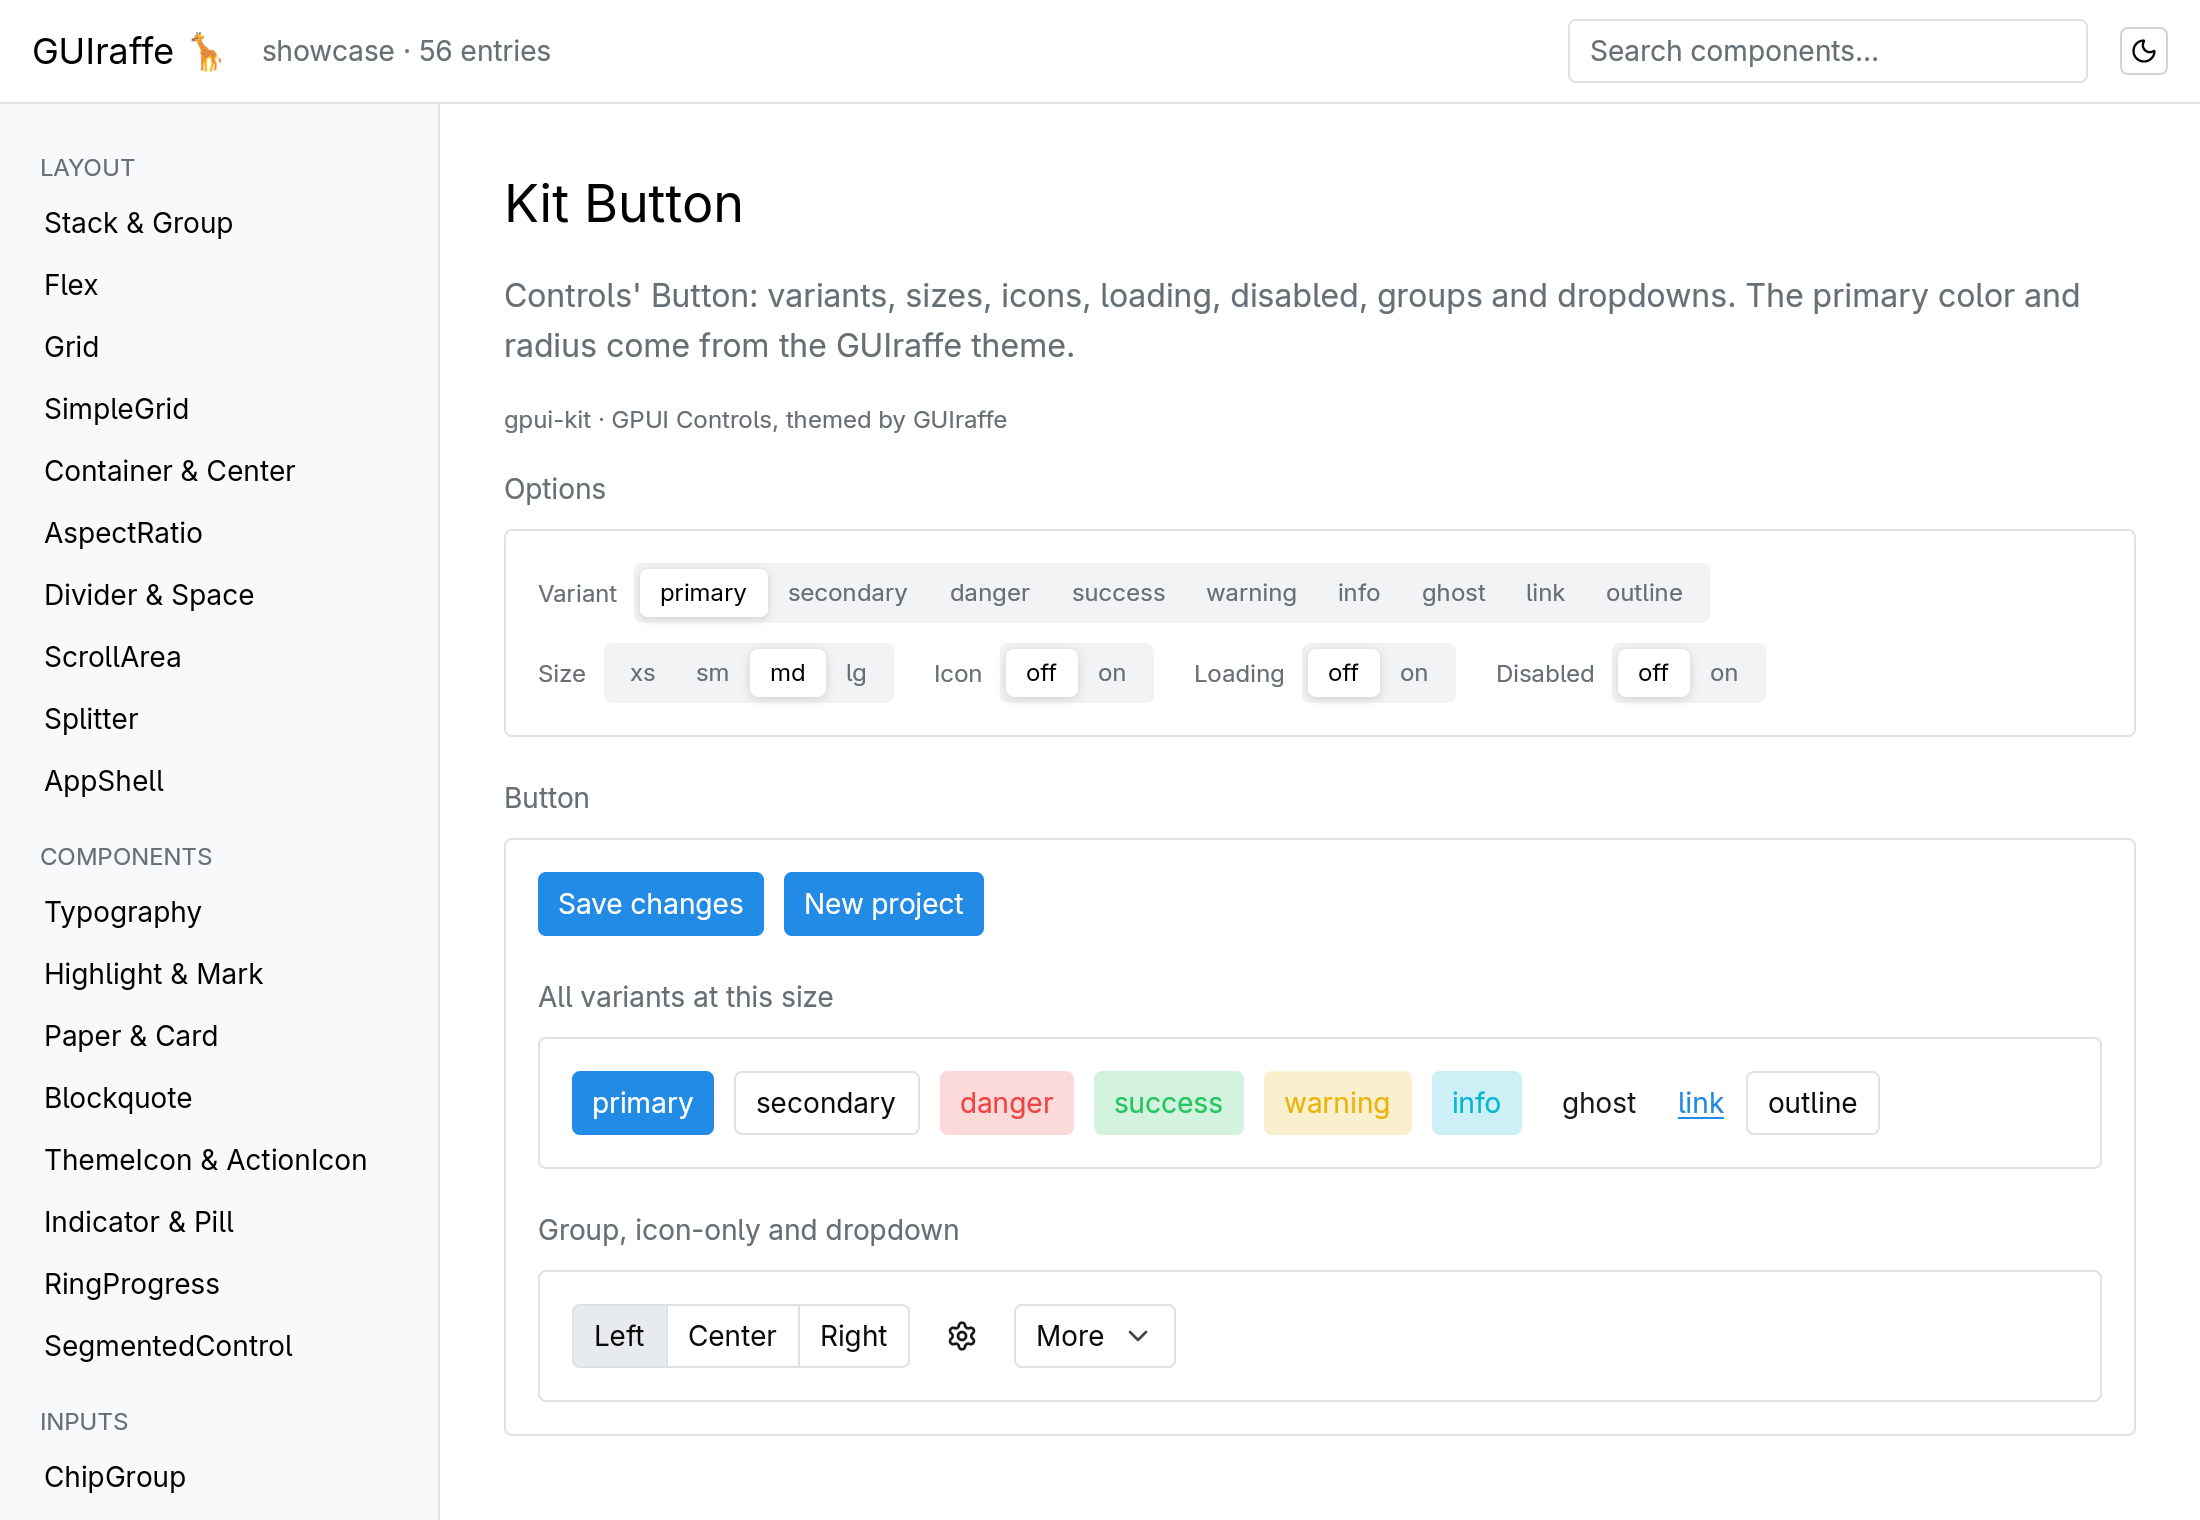 GUIraffe 🦒 showcase · 56 entries
Search components...
LAYOUT
Stack & Group
Flex
Grid
SimpleGrid
Container & Center
AspectRatio
Divider & Space
ScrollArea
Splitter
AppShell
COMPONENTS
Typography
Highlight & Mark
Paper & Card
Blockquote
ThemeIcon & ActionIcon
Indicator & Pill
RingProgress
SegmentedControl
INPUTS
ChipGroup
Kit Button
Controls' Button: variants, sizes, icons, loading, disabled, groups and dropdowns. The primary color and
radius come from the GUIraffe theme.
gpui-kit · GPUI Controls, themed by GUIraffe
Options
Variant primary secondary danger success warning info ghost link outline
Size xs sm md lg Icon off on Loading off on Disabled off on
Button
Save changes New project
All variants at this size
primary secondary danger success warning info ghost link outline
Group, icon-only and dropdown
Left Center Right More